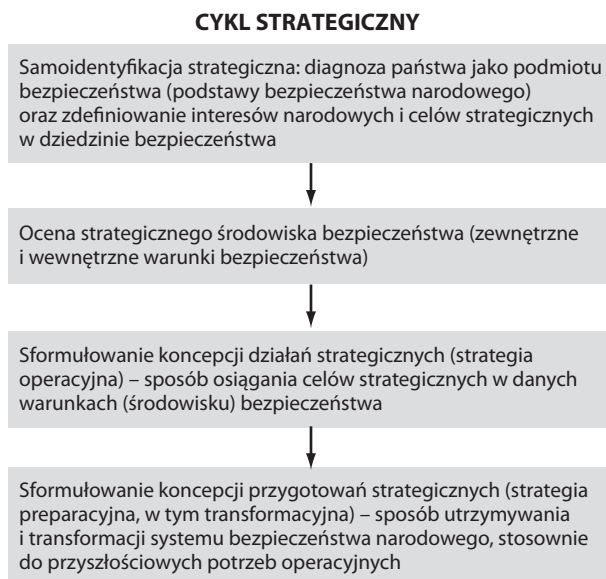 CYKL STRATEGICZNY
Samoidentyfikacja strategiczna: diagnoza państwa jako podmiotu
bezpieczeństwa (podstawy bezpieczeństwa narodowego)
oraz zdefiniowanie interesów narodowych i celów strategicznych
w dziedzinie bezpieczeństwa
Ocena strategicznego środowiska bezpieczeństwa (zewnętrzne
i wewnętrzne warunki bezpieczeństwa)
Sformułowanie koncepcji działań strategicznych (strategia
operacyjna) – sposób osiągania celów strategicznych w danych
warunkach (środowisku) bezpieczeństwa
Sformułowanie koncepcji przygotowań strategicznych (strategia
preparacyjna, w tym transformacyjna) – sposób utrzymywania
i transformacji systemu bezpieczeństwa narodowego, stosownie
do przyszłościowych potrzeb operacyjnych